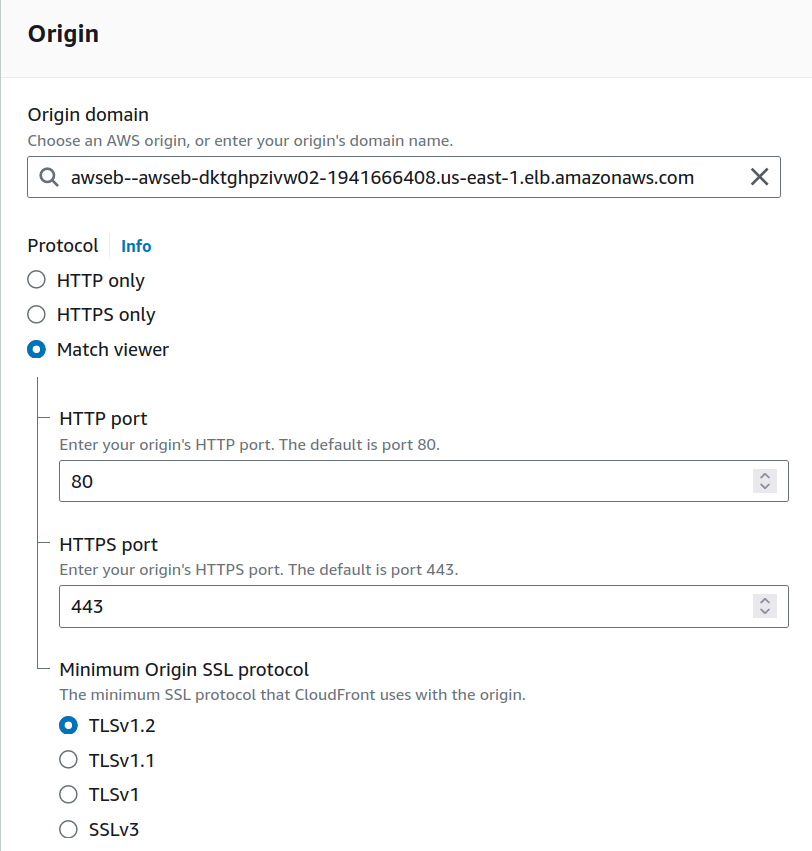 Origin
Origin domain
Choose an AWS origin, or enter your origin's domain name.
awseb--awseb-dktghpzivw02-1941666408.us-east-1.elb.amazonaws.com
Protocol Info
HTTP only
HTTPS only
Match viewer
HTTP port
Enter your origin's HTTP port. The default is port 80.
80
HTTPS port
Enter your origin's HTTPS port. The default is port 443.
443
Minimum Origin SSL protocol
The minimum SSL protocol that CloudFront uses with the origin.
TLSv1.2
TLSv1.1
TLSv1
SSLv3